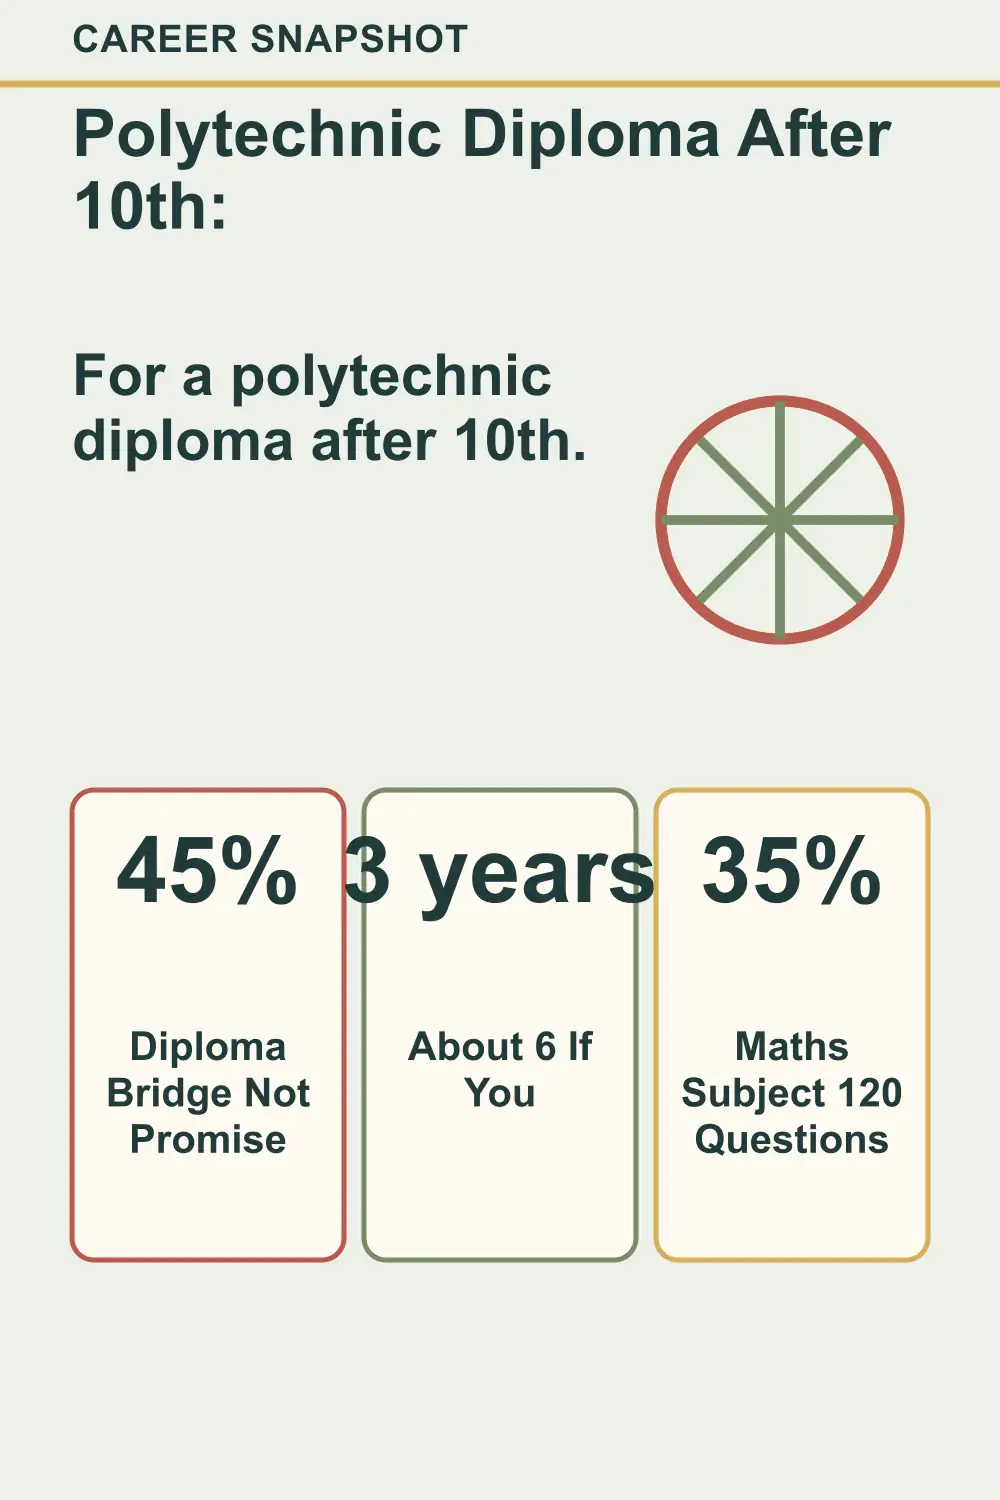 CAREER SNAPSHOT
Polytechnic Diploma After
10th:
For a polytechnic
diploma after 10th.
45%
Diploma
Bridge Not
Promise
3 years
About 6 If
You
35%
Maths
Subject 120
Questions